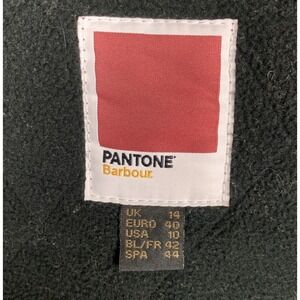 PANTONE®
Barbour.
UK 14
EURO 40
USA 10
BL/FR 42
SPA 44